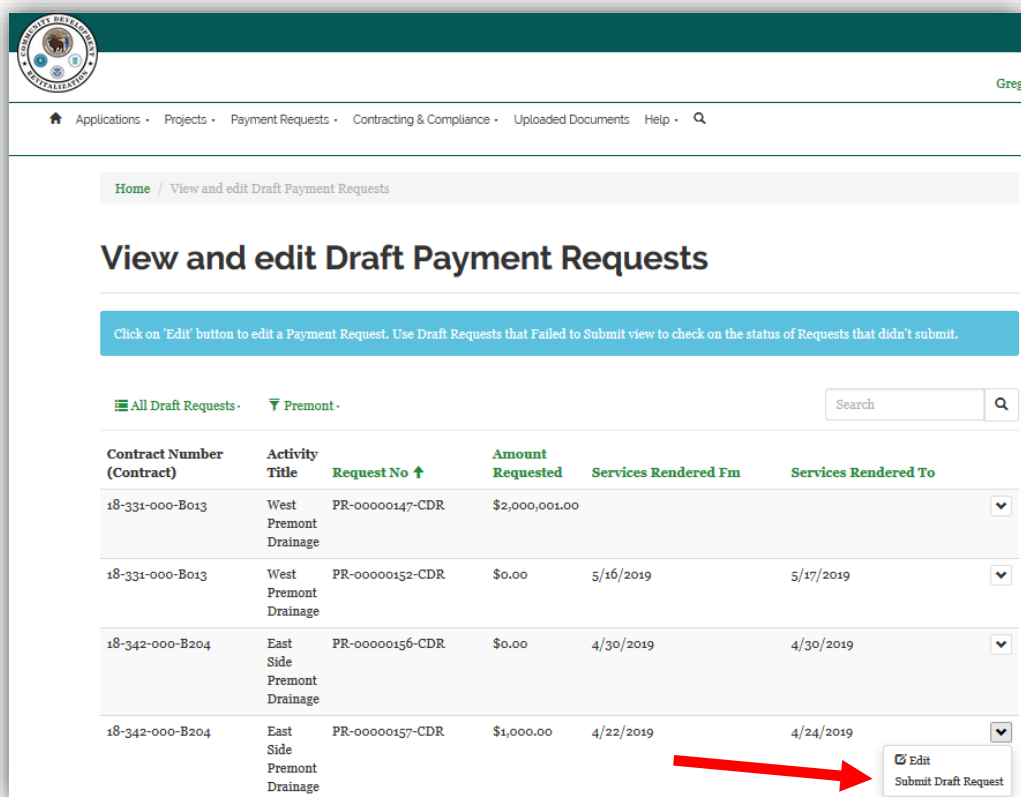 COMMUNITY DEVELOPMENT
REVITALIZATION
Greg
Applications Projects Payment Requests Contracting & Compliance Uploaded Documents Help
Home / View and edit Draft Payment Requests
View and edit Draft Payment Requests
Click on 'Edit' button to edit a Payment Request. Use Draft Requests that Failed to Submit view to check on the status of Requests that didn't submit.
All Draft Requests Premont Search
Contract Number Activity Amount
(Contract) Title Request No Requested Services Rendered Fm Services Rendered To
18-331-000-B013 West PR-00000147-CDR $2,000,001.00
Premont
Drainage
18-331-000-B013 West PR-00000152-CDR $0.00 5/16/2019 5/17/2019
Premont
Drainage
18-342-000-B204 East PR-00000156-CDR $0.00 4/30/2019 4/30/2019
Side
Premont
Drainage
18-342-000-B204 East PR-00000157-CDR $1,000.00 4/22/2019 4/24/2019
Side
Premont
Drainage
Edit
Submit Draft Request